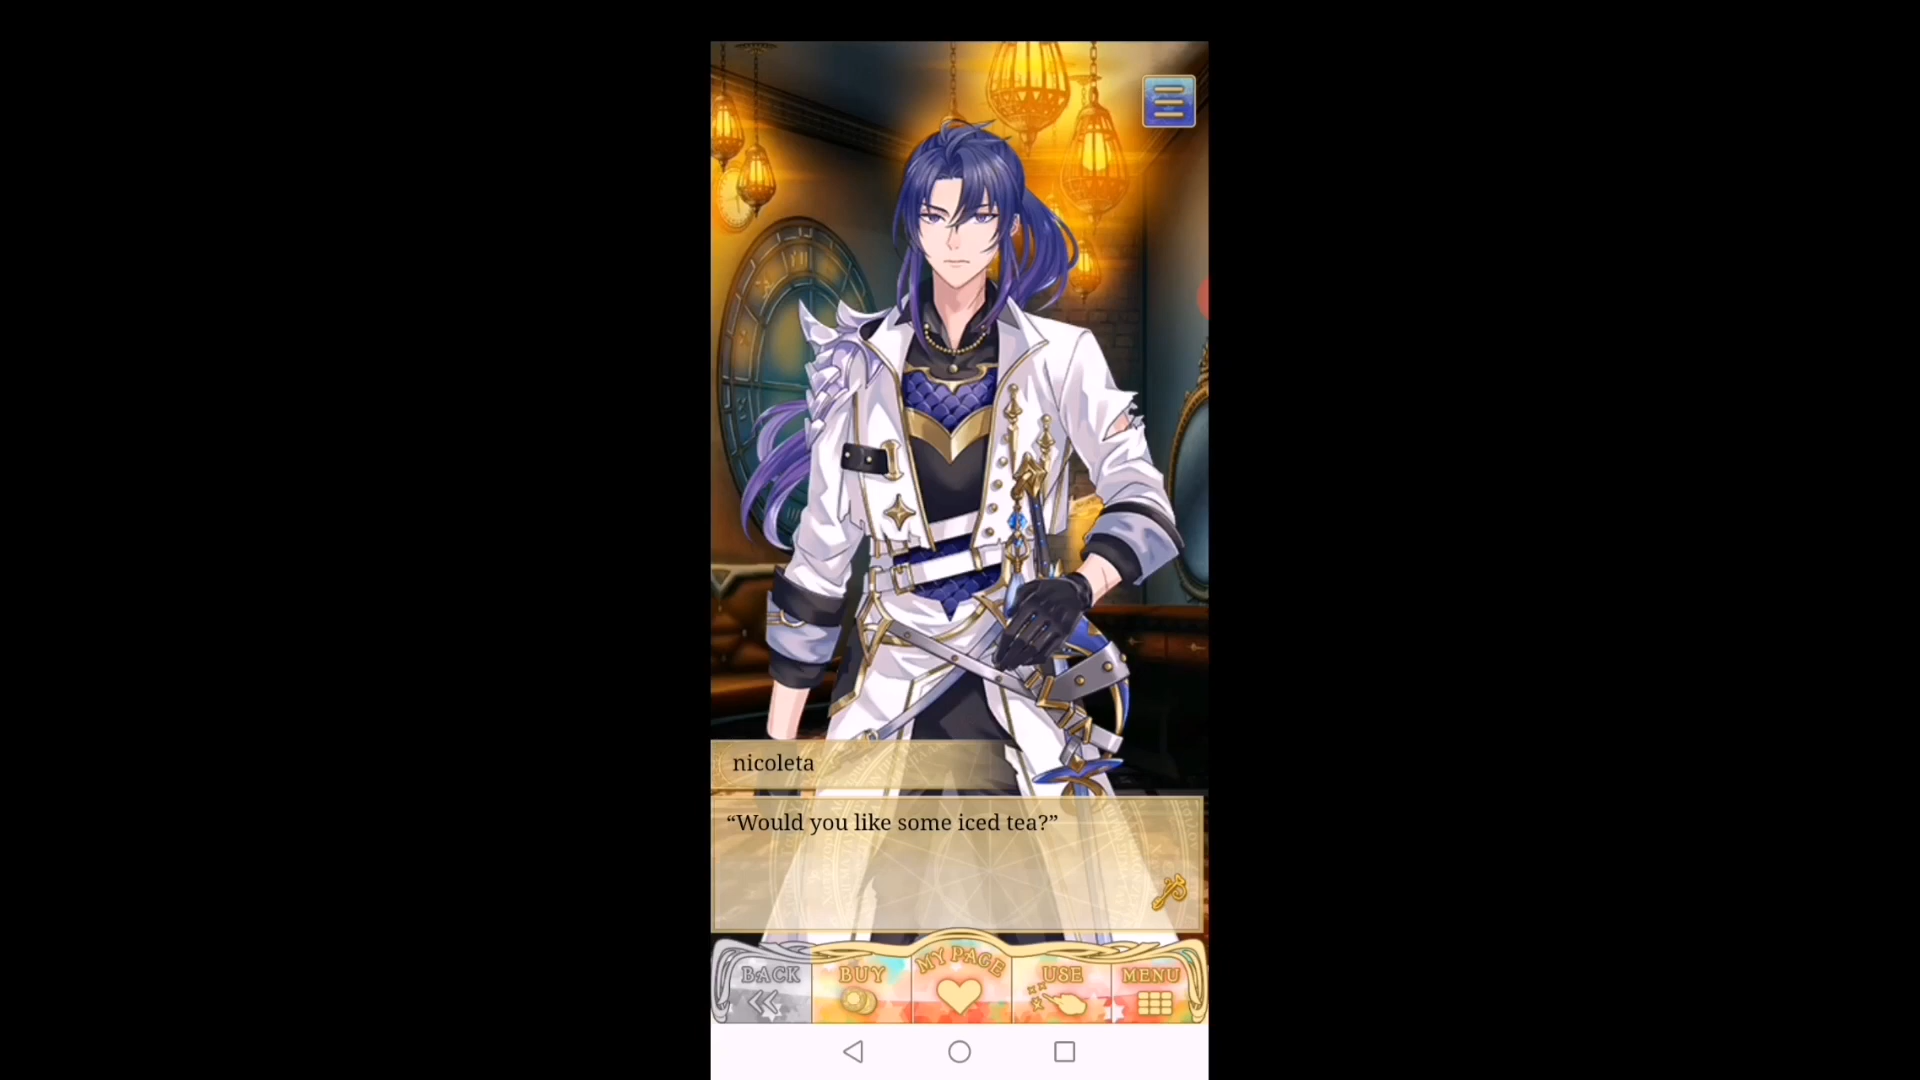 nicoleta
“Would you like some iced tea?”
BACK
BUY
MY PAGE
USE
MENU